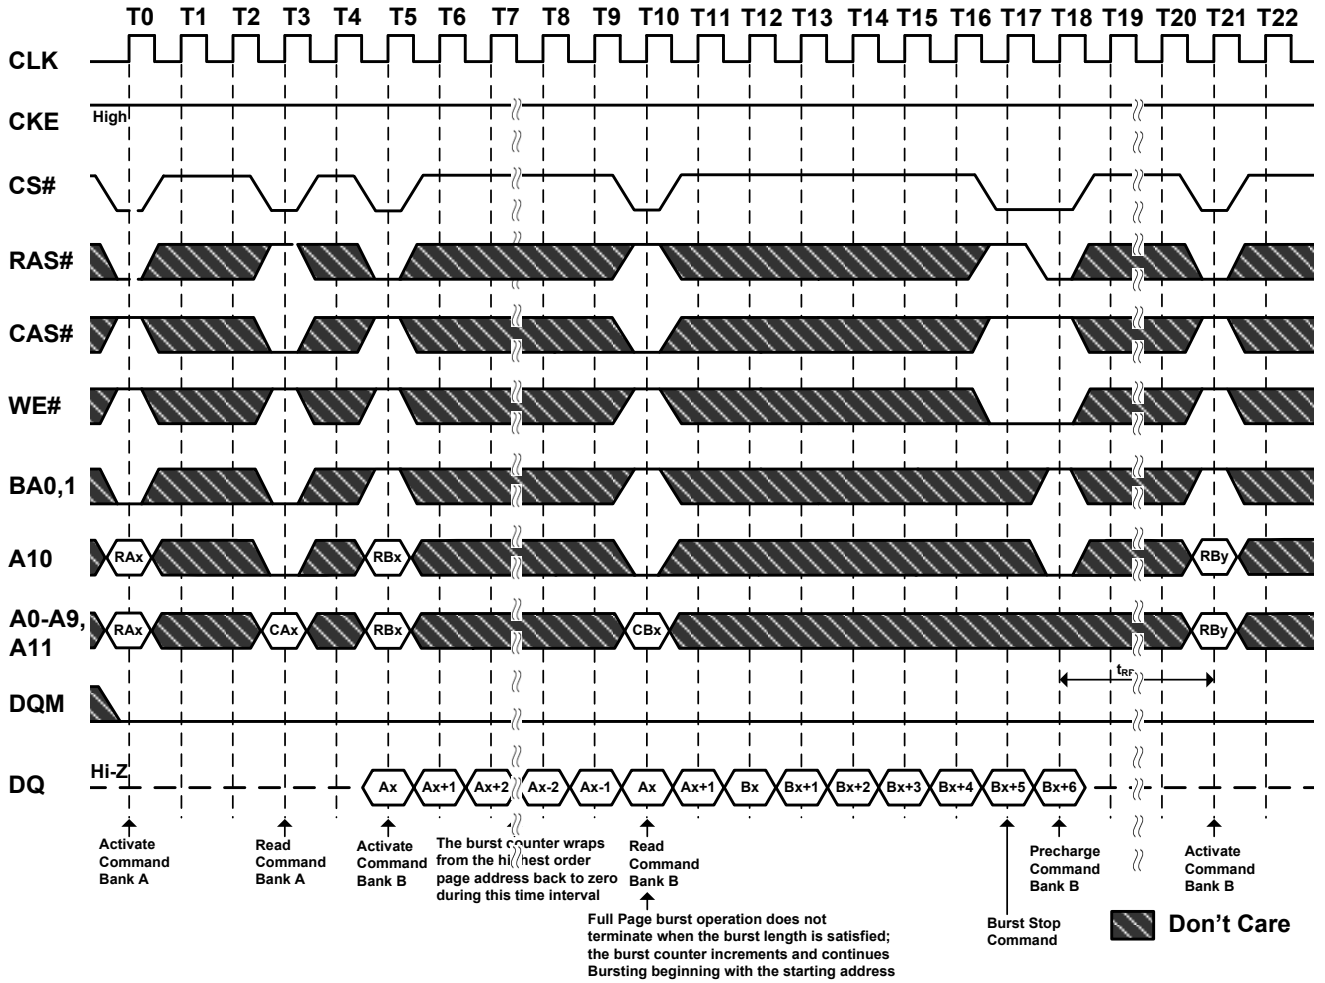 T0 T1 T2 T3 T4 T5 T6 T7 T8 T9 T10 T11 T12 T13 T14 T15 T16 T17 T18 T19 T20 T21 T22
CLK
CKE
High
CS#
RAS#
CAS#
WE#
BA0,1
A10
RAx RBx RBy
A0-A9,
A11
RAx CAx RBx CBx RBy
tRP
DQM
DQ
Hi-Z
Ax Ax+1 Ax+2 Ax-2 Ax-1 Ax Ax+1 Bx Bx+1 Bx+2 Bx+3 Bx+4 Bx+5 Bx+6
Activate
Command
Bank A
Read
Command
Bank A
Activate
Command
Bank B
The burst counter wraps
from the highest order
page address back to zero
during this time interval
Read
Command
Bank B
Full Page burst operation does not
terminate when the burst length is satisfied;
the burst counter increments and continues
Bursting beginning with the starting address
Burst Stop
Command
Precharge
Command
Bank B
Activate
Command
Bank B
Don't Care